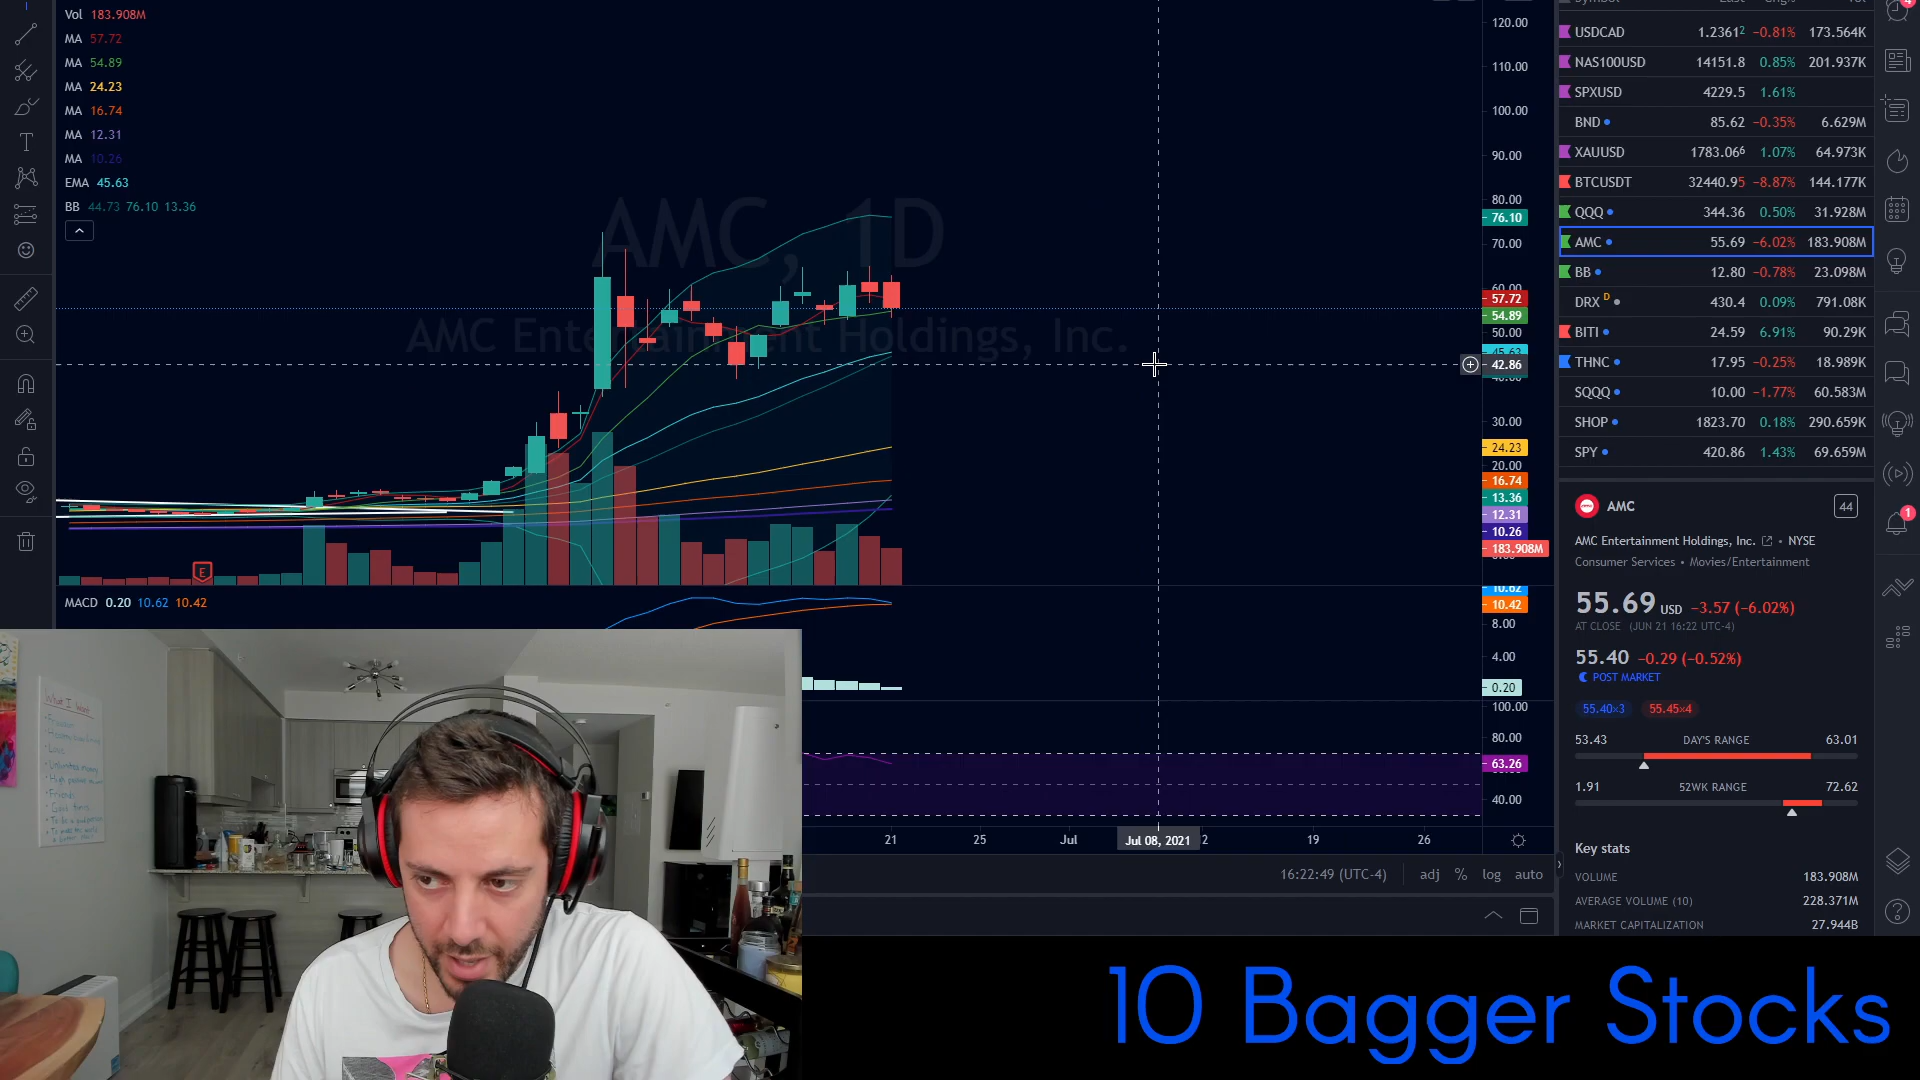 Vol 183.908M
MA 57.72
MA 54.89
MA 24.23
MA 16.74
MA 12.31
MA 10.26
EMA 45.63
BB 44.73 76.10 13.36
AMC, 1D
AMC Entertainment Holdings, Inc.
E
MACD 0.20 10.62 10.42
120.00
110.00
100.00
90.00
80.00
76.10
70.00
60.00
57.72
54.89
50.00
45.63
42.86
40.00
30.00
24.23
20.00
16.74
13.36
12.31
10.26
183.908M
10.62
10.42
8.00
4.00
0.20
100.00
80.00
63.26
40.00
21 25 Jul Jul 08, 2021 2 19 26
16:22:49 (UTC-4) adj % log auto
USDCAD 1.23612 −0.81% 173.564K
NAS100USD 14151.8 0.85% 201.937K
SPXUSD 4229.5 1.61%
BND 85.62 −0.35% 6.629M
XAUUSD 1783.066 1.07% 64.973K
BTCUSDT 32440.95 −8.87% 144.177K
QQQ 344.36 0.50% 31.928M
AMC 55.69 −6.02% 183.908M
BB 12.80 −0.78% 23.098M
DRX D 430.4 0.09% 791.08K
BITI 24.59 6.91% 90.29K
THNC 17.95 −0.25% 18.989K
SQQQ 10.00 −1.77% 60.583M
SHOP 1823.70 0.18% 290.659K
SPY 420.86 1.43% 69.659M
AMC 44
AMC Entertainment Holdings, Inc. • NYSE
Consumer Services • Movies/Entertainment
55.69 USD −3.57 (−6.02%)
AT CLOSE (JUN 21 16:22 UTC-4)
55.40 −0.29 (−0.52%)
POST MARKET
55.40×3 55.45×4
53.43 DAY'S RANGE 63.01
1.91 52WK RANGE 72.62
Key stats
VOLUME 183.908M
AVERAGE VOLUME (10) 228.371M
MARKET CAPITALIZATION 27.944B
1
What I Want
10 Bagger Stocks